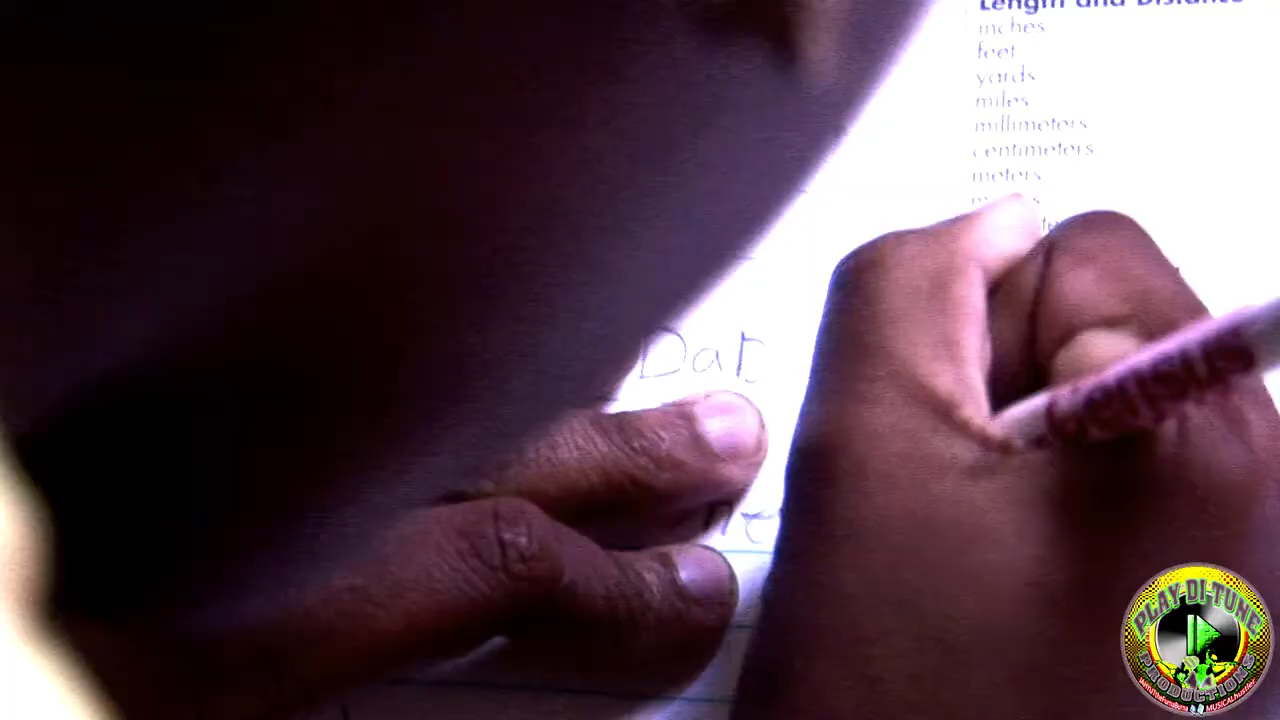 Length and Distance
inches
feet
yards
miles
millimeters
centimeters
meters
Dat
PLAY-DI-TUNE
PRODUCTIONS